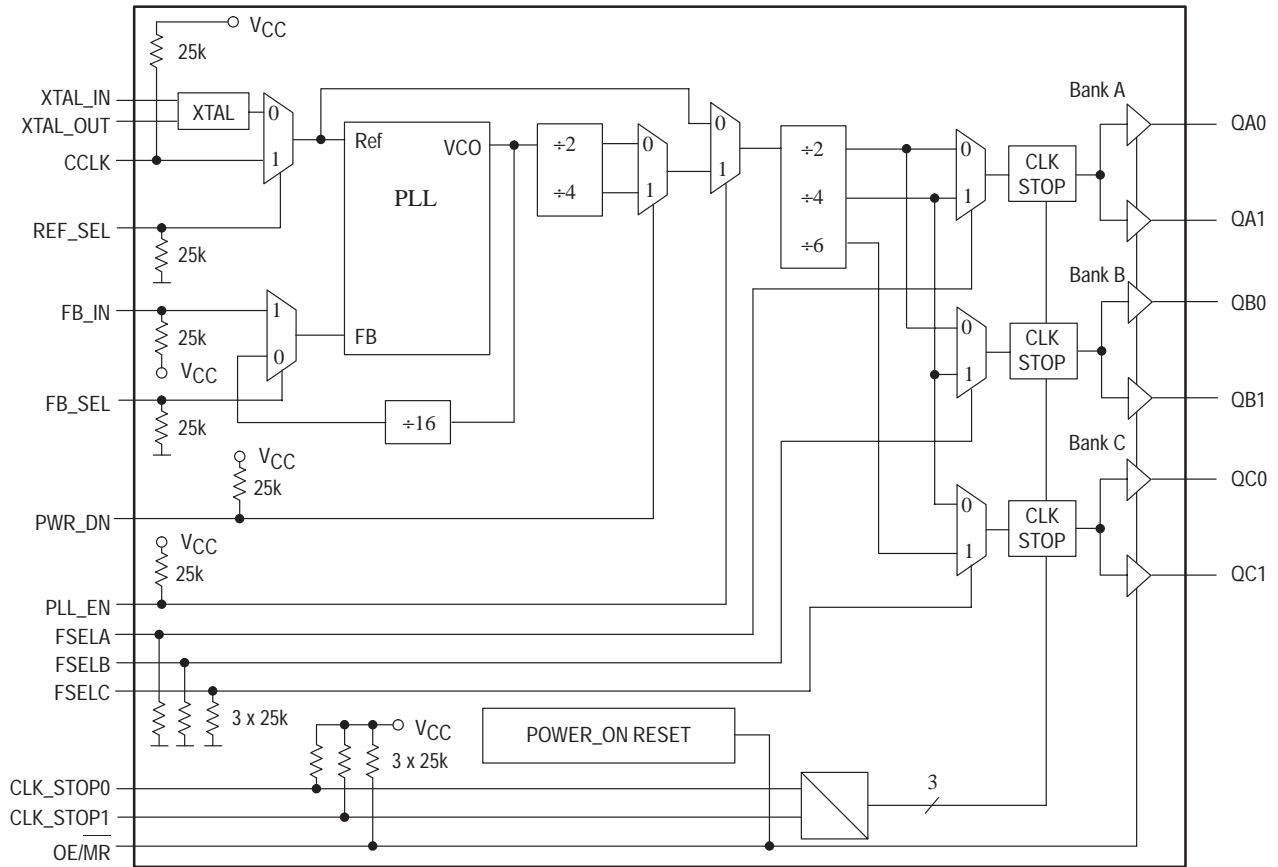 VCC
25k
XTAL_IN
XTAL_OUT
CCLK
XTAL
0
1
REF_SEL
25k
Ref
VCO
PLL
FB
FB_IN
25k
VCC
1
0
FB_SEL
25k
÷16
÷2
÷4
0
1
0
1
÷2
÷4
÷6
0
1
CLK
STOP
Bank A
QA0
QA1
0
1
CLK
STOP
Bank B
QB0
QB1
0
1
CLK
STOP
Bank C
QC0
QC1
VCC
25k
PWR_DN
VCC
25k
PLL_EN
FSELA
FSELB
FSELC
3 x 25k
VCC
3 x 25k
POWER_ON RESET
CLK_STOP0
CLK_STOP1
OE/MR
3